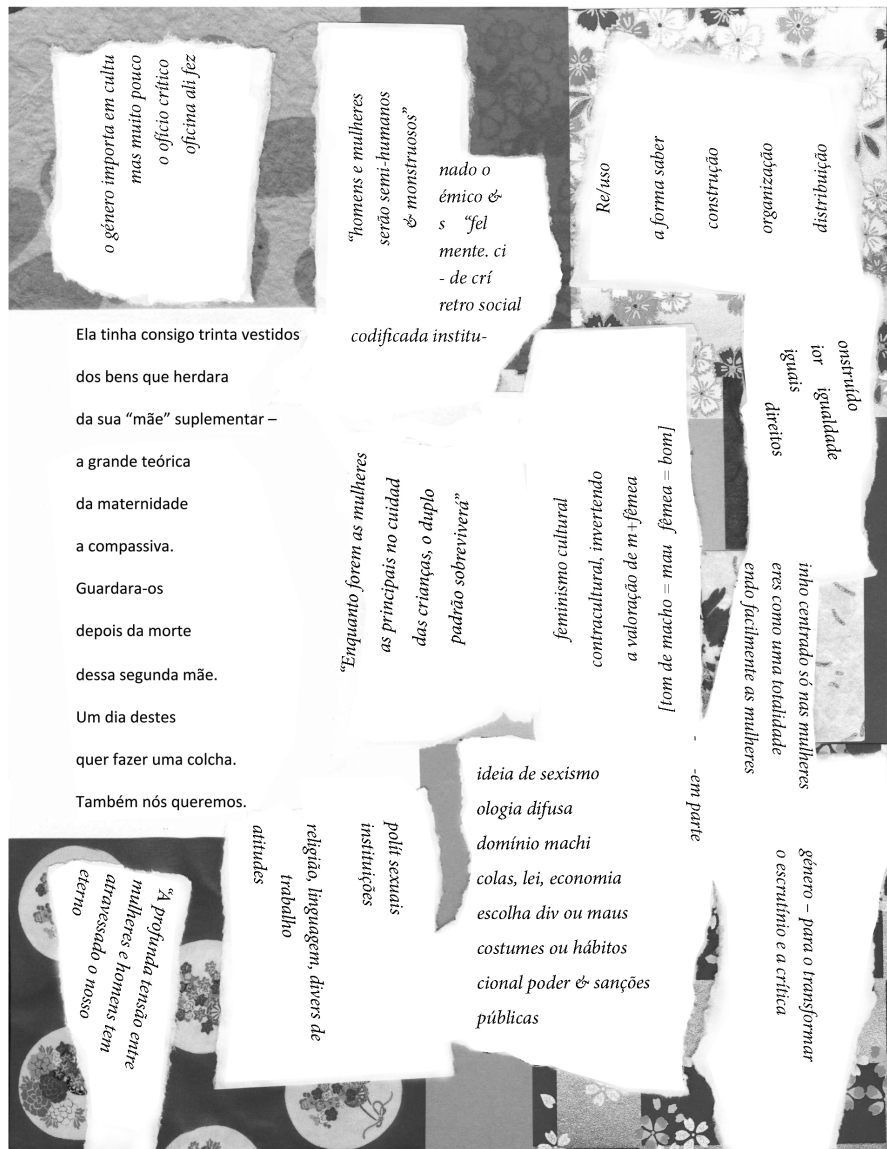 o género importa em cultu
mas muito pouco
o ofício crítico
oficina ali fez
“homens e mulheres
serão semi-humanos
& monstruosos”
nado o
émico &
s “fel
mente. ci
- de crí
retro social
codificada institu-
Re/uso
a forma saber
construção
organização
distribuição
onstruído
ior igualdade
iguais
direitos
Ela tinha consigo trinta vestidos
dos bens que herdara
da sua “mãe” suplementar –
a grande teórica
da maternidade
a compassiva.
Guardara-os
depois da morte
dessa segunda mãe.
Um dia destes
quer fazer uma colcha.
Também nós queremos.
“Enquanto forem as mulheres
as principais no cuidad
das crianças, o duplo
padrão sobreviverá”
feminismo cultural
contracultural, invertendo
a valoração de m+fêmea
[tom de macho = mau fêmea = bom]
inho centrado só nas mulheres
eres como uma totalidade
endo facilmente as mulheres
-
-em parte
ideia de sexismo
ologia difusa
domínio machi
colas, lei, economia
escolha div ou maus
costumes ou hábitos
cional poder & sanções
públicas
polít sexuais
instituições
religião, linguagem, divers de
trabalho
atitudes
“A profunda tensão entre
mulheres e homens tem
atravessado o nosso
eterno
género – para o transformar
o escrutínio e a crítica